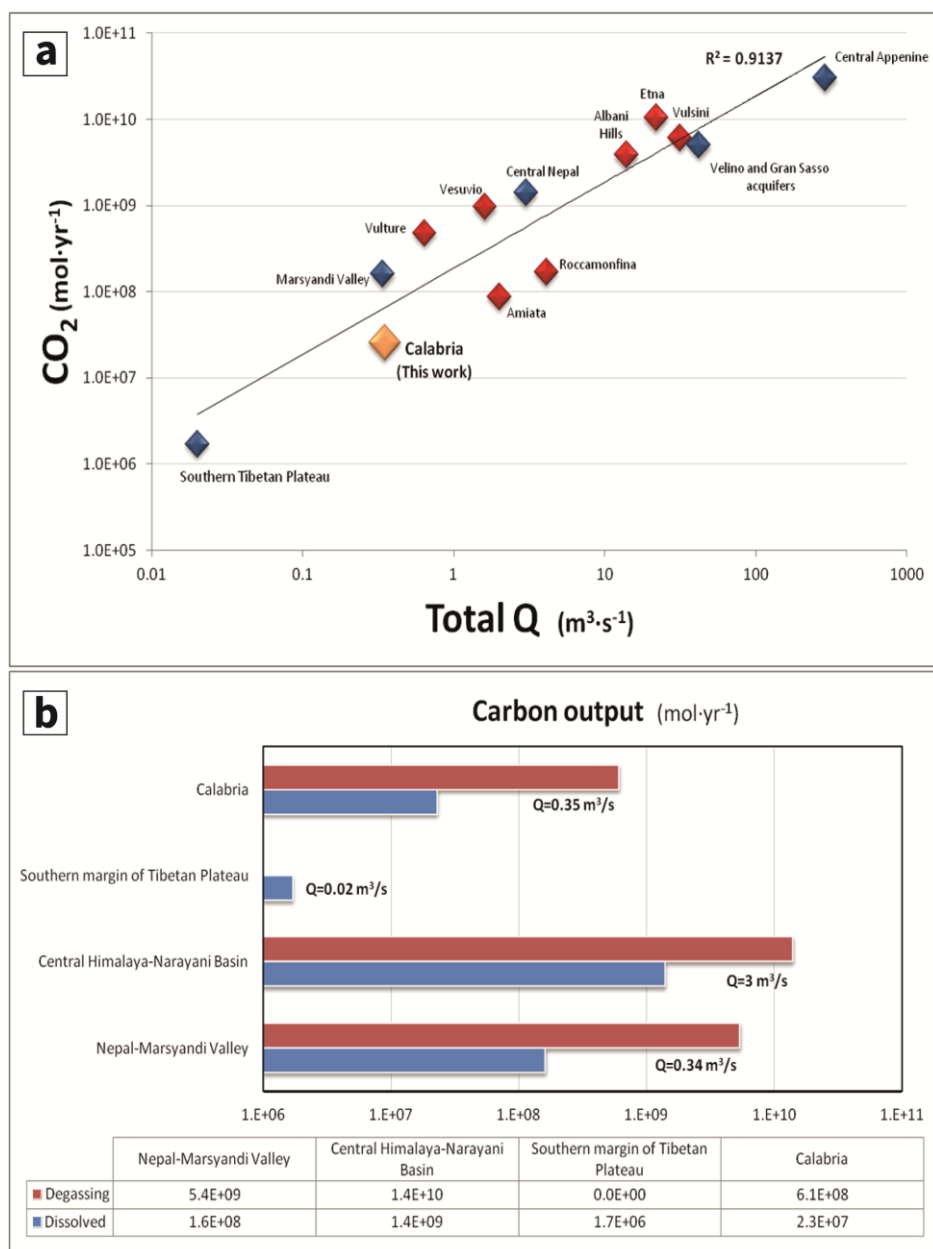 a
1.0E+11
1.0E+10
1.0E+09
1.0E+08
1.0E+07
1.0E+06
1.0E+05
CO₂ (mol·yr⁻¹)
R² = 0.9137
Central Appenine
Etna
Albani
Hills
Vulsini
Velino and Gran Sasso
acquifers
Central Nepal
Vesuvio
Vulture
Marsyandi Valley
Roccamonfina
Amiata
Calabria
(This work)
Southern Tibetan Plateau
0.01 0.1 1 10 100 1000
Total Q (m³·s⁻¹)
b
Carbon output (mol·yr⁻¹)
Calabria
Q=0.35 m³/s
Southern margin of Tibetan Plateau
Q=0.02 m³/s
Central Himalaya-Narayani Basin
Q=3 m³/s
Nepal-Marsyandi Valley
Q=0.34 m³/s
1.E+06 1.E+07 1.E+08 1.E+09 1.E+10 1.E+11
Nepal-Marsyandi Valley
Central Himalaya-Narayani
Basin
Southern margin of Tibetan
Plateau
Calabria
Degassing 5.4E+09 1.4E+10 0.0E+00 6.1E+08
Dissolved 1.6E+08 1.4E+09 1.7E+06 2.3E+07